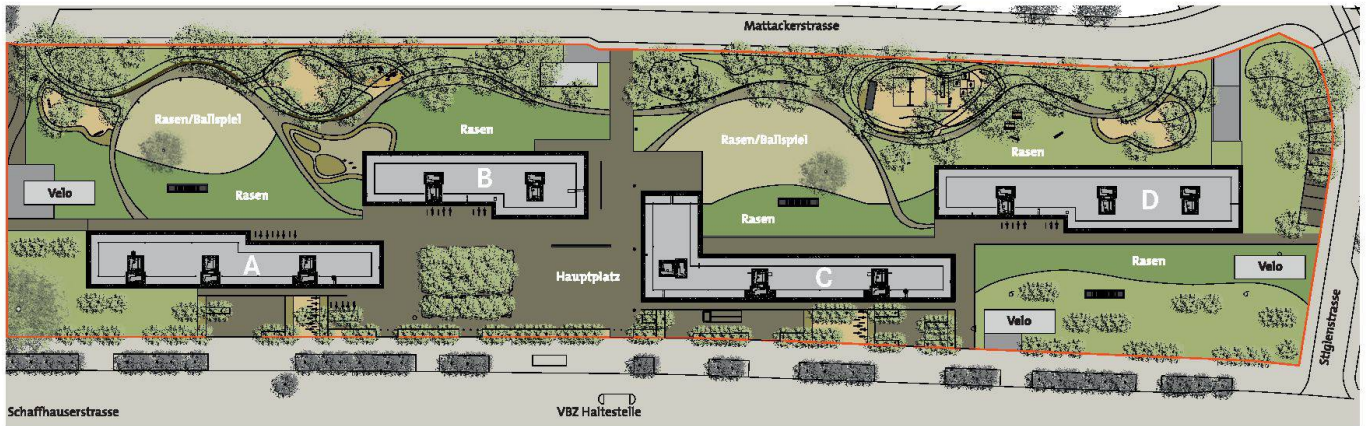 Mattackerstrasse
Rasen/Ballspiel
Rasen
Rasen/Ballspiel
Rasen
B
Velo
Rasen
D
Rasen
A
Hauptplatz
C
Rasen
Velo
Velo
Stiglenstrasse
Schaffhauserstrasse
VBZ Haltestelle